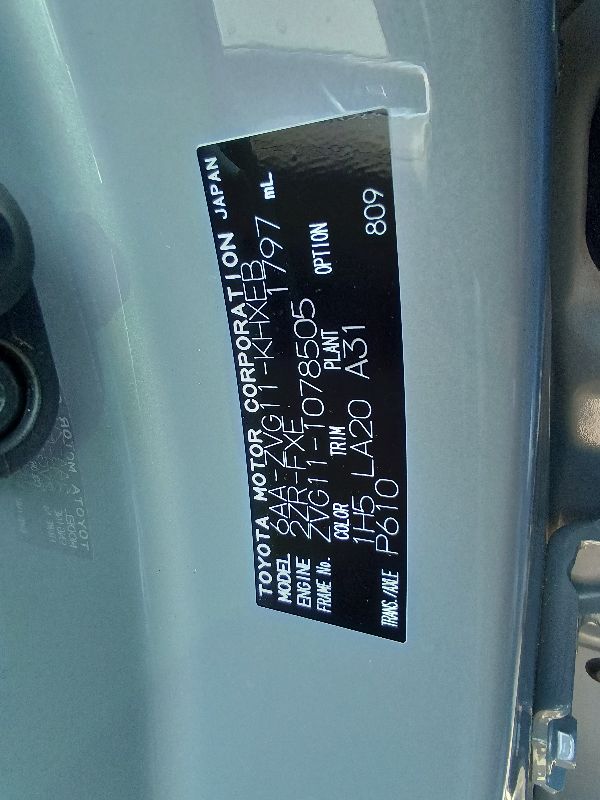 TOYOTA MOTOR CORPORATION JAPAN
MODEL 6AA-ZVG11-KHXEB
ENGINE 2ZR-FXE 1797 mL
FRAME No. ZVG11-1078505
COLOR TRIM PLANT OPTION
1H5 LA20 A31
TRANS./AXLE P610 809